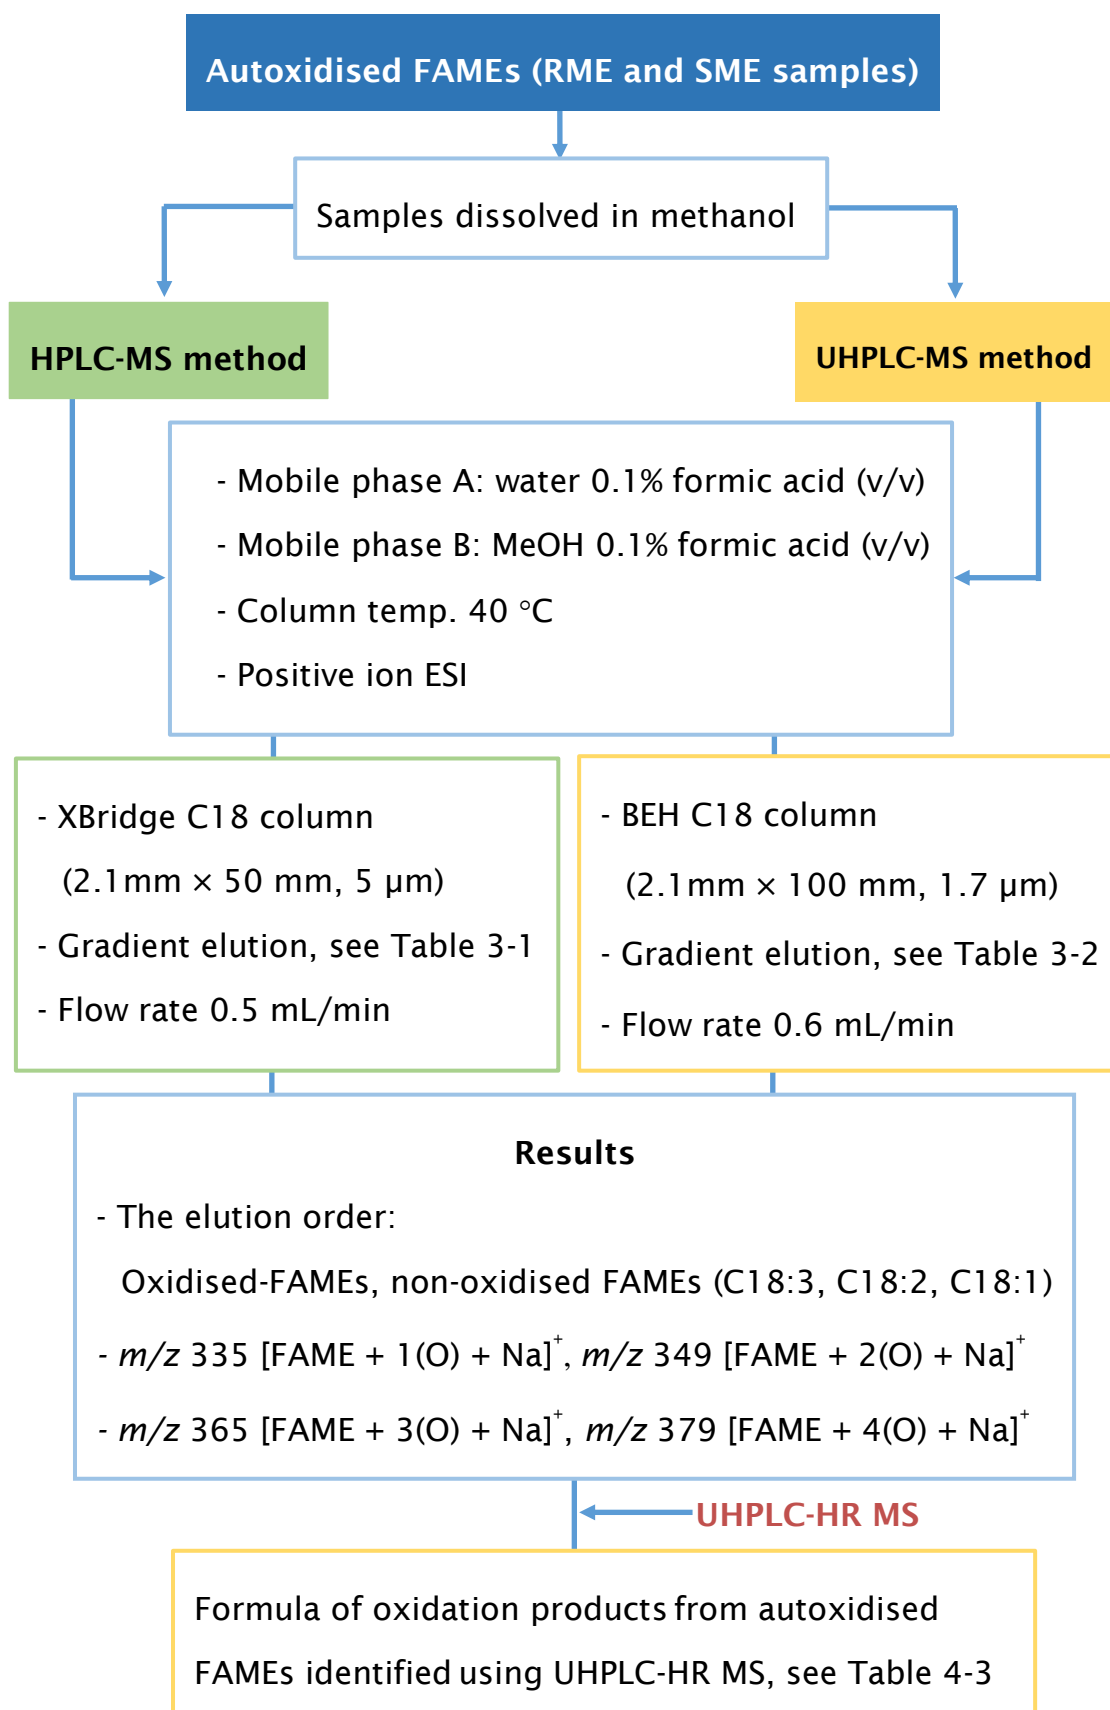 Autoxidised FAMEs (RME and SME samples)
Samples dissolved in methanol
HPLC-MS method
UHPLC-MS method
- Mobile phase A: water 0.1% formic acid (v/v)
- Mobile phase B: MeOH 0.1% formic acid (v/v)
- Column temp. 40 °C
- Positive ion ESI
- XBridge C18 column
(2.1mm × 50 mm, 5 µm)
- Gradient elution, see Table 3-1
- Flow rate 0.5 mL/min
- BEH C18 column
(2.1mm × 100 mm, 1.7 µm)
- Gradient elution, see Table 3-2
- Flow rate 0.6 mL/min
Results
- The elution order:
Oxidised-FAMEs, non-oxidised FAMEs (C18:3, C18:2, C18:1)
- m/z 335 [FAME + 1(O) + Na]⁺, m/z 349 [FAME + 2(O) + Na]⁺
- m/z 365 [FAME + 3(O) + Na]⁺, m/z 379 [FAME + 4(O) + Na]⁺
UHPLC-HR MS
Formula of oxidation products from autoxidised
FAMEs identified using UHPLC-HR MS, see Table 4-3